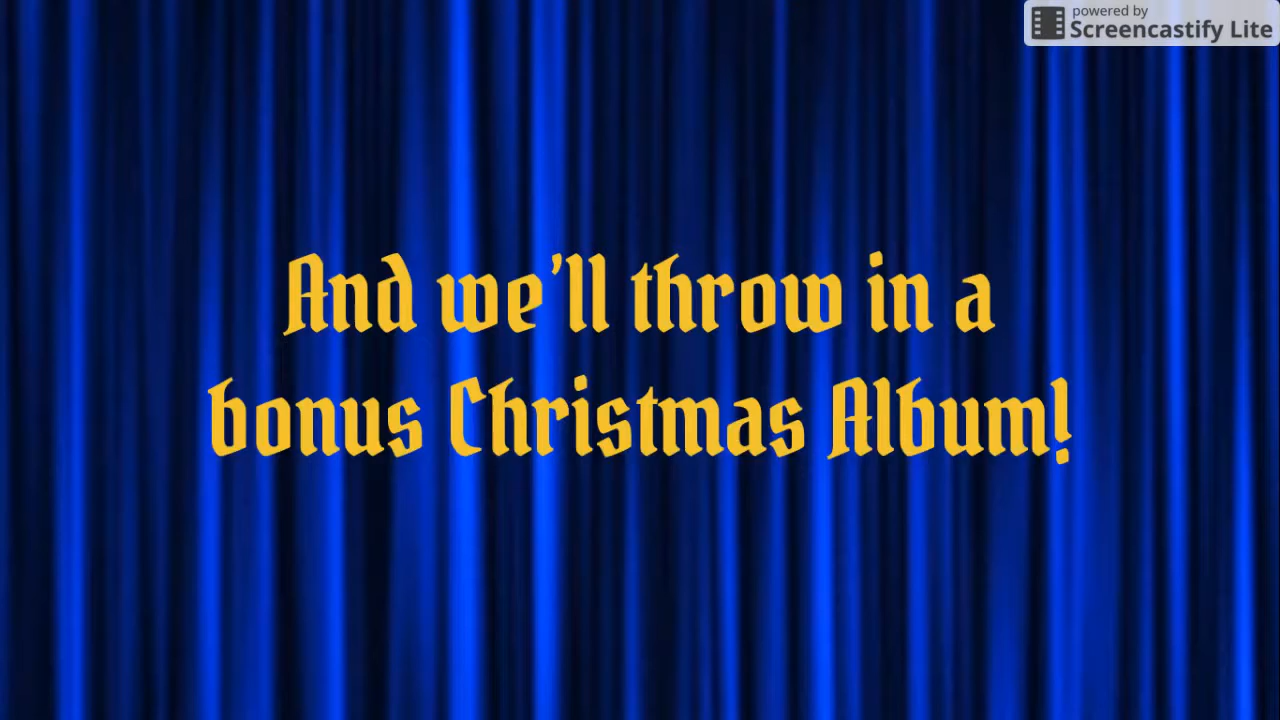 powered by
Screencastify Lite
And we'll throw in a
bonus Christmas Album!